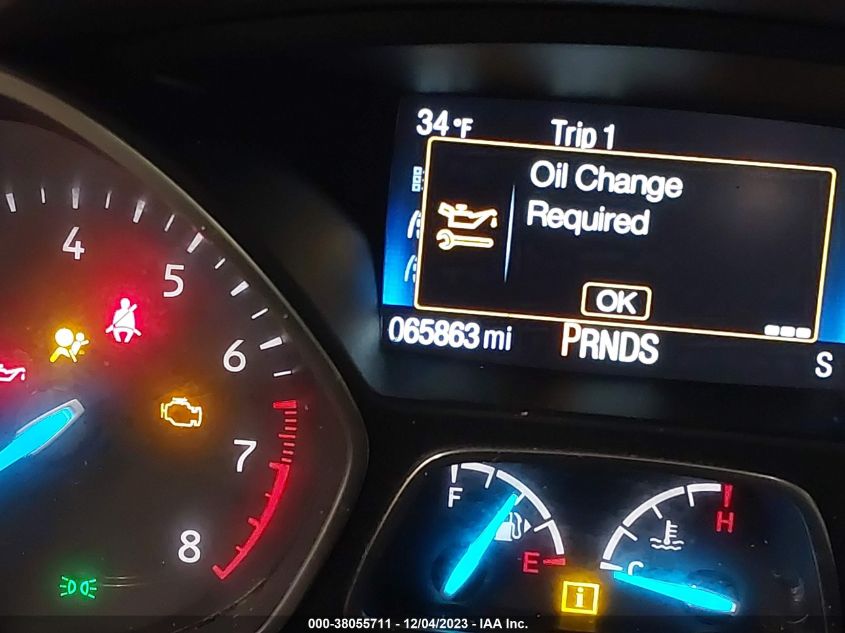 34°F
Trip 1
Oil Change
Required
OK
065863 mi
PRNDS
S
4
5
6
7
8
F
E
H
C
i
000-38055711 - 12/04/2023 - IAA Inc.